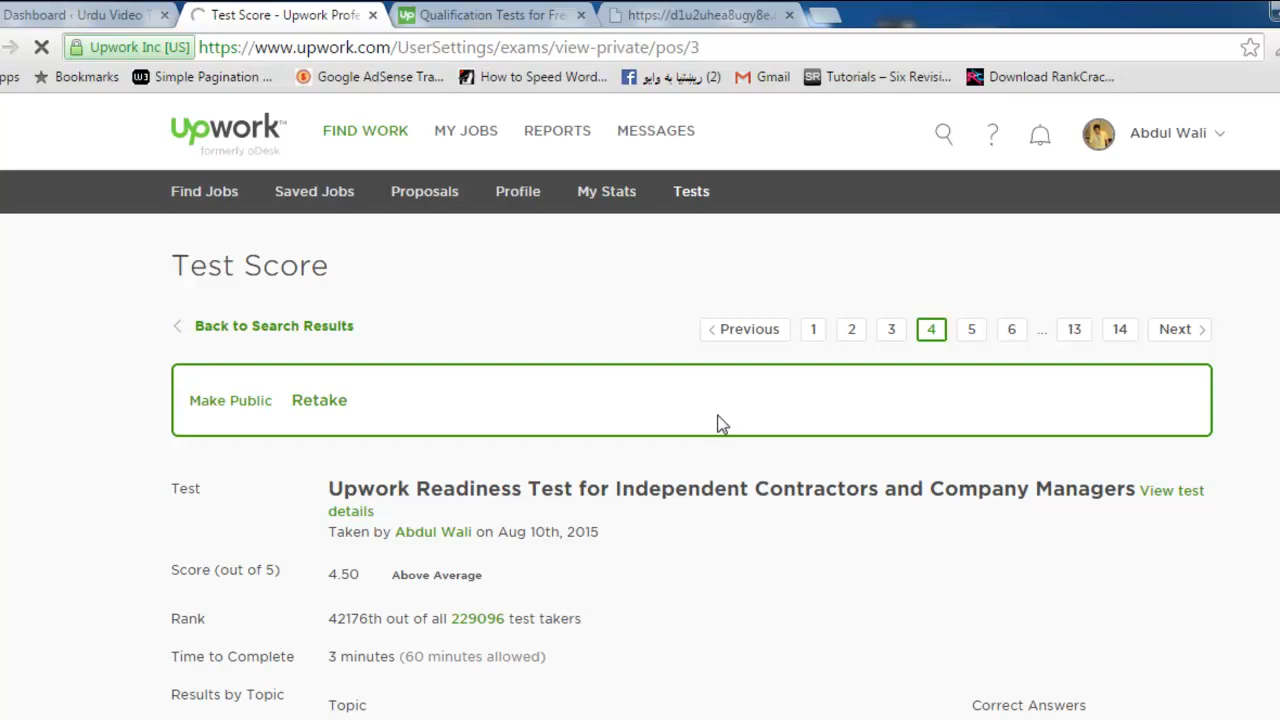 Dashboard ‹ Urdu Video T
Test Score - Upwork Profe
Qualification Tests for Free
https://d1u2uhea8ugy8e.
Upwork Inc [US] https://www.upwork.com/UserSettings/exams/view-private/pos/3
pps Bookmarks Simple Pagination ... Google AdSense Tra... How to Speed Word... (2) Gmail Tutorials – Six Revisi... Download RankCrac...
upwork™
formerly oDesk
FIND WORK MY JOBS REPORTS MESSAGES
? Abdul Wali
Find Jobs Saved Jobs Proposals Profile My Stats Tests
Test Score
Back to Search Results
Previous 1 2 3 4 5 6 ... 13 14 Next
Make Public Retake
Test
Upwork Readiness Test for Independent Contractors and Company Managers View test
details
Taken by Abdul Wali on Aug 10th, 2015
Score (out of 5) 4.50 Above Average
Rank 42176th out of all 229096 test takers
Time to Complete 3 minutes (60 minutes allowed)
Results by Topic
Topic Correct Answers